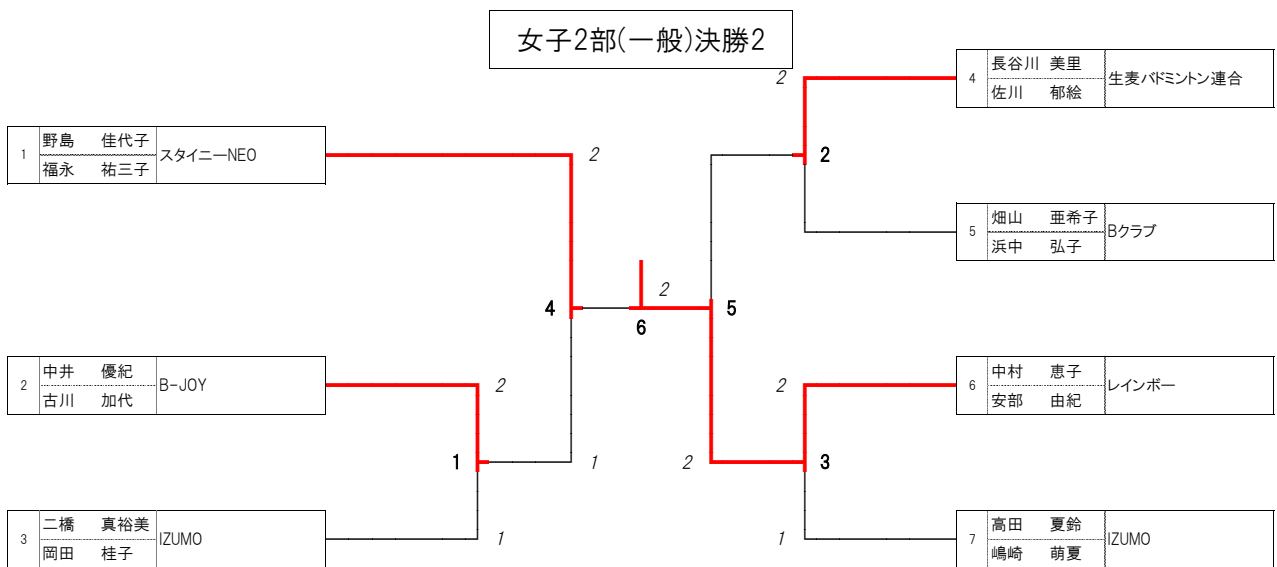 女子2部(一般)決勝2
1
野島 佳代子
福永 祐三子
スタイニーNEO
2
2
中井 優紀
古川 加代
B-JOY
2
3
二橋 真裕美
岡田 桂子
IZUMO
1
1
1
4
6
2
5
2
2
4
長谷川 美里
佐川 郁絵
生麦バドミントン連合
5
畑山 亜希子
浜中 弘子
Bクラブ
2
3
2
6
中村 恵子
安部 由紀
レインボー
1
7
高田 夏鈴
嶋崎 萌夏
IZUMO